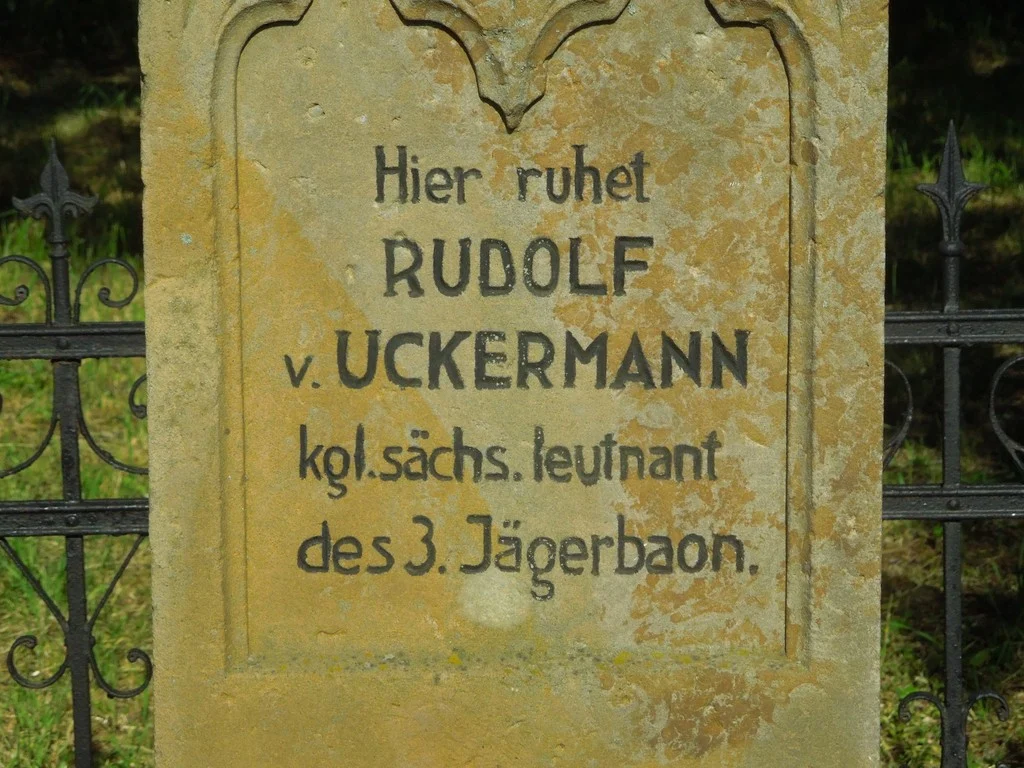 Hier ruhet
RUDOLF
v. UCKERMANN
kgl. sächs. leutnant
des 3. Jägerbaon.